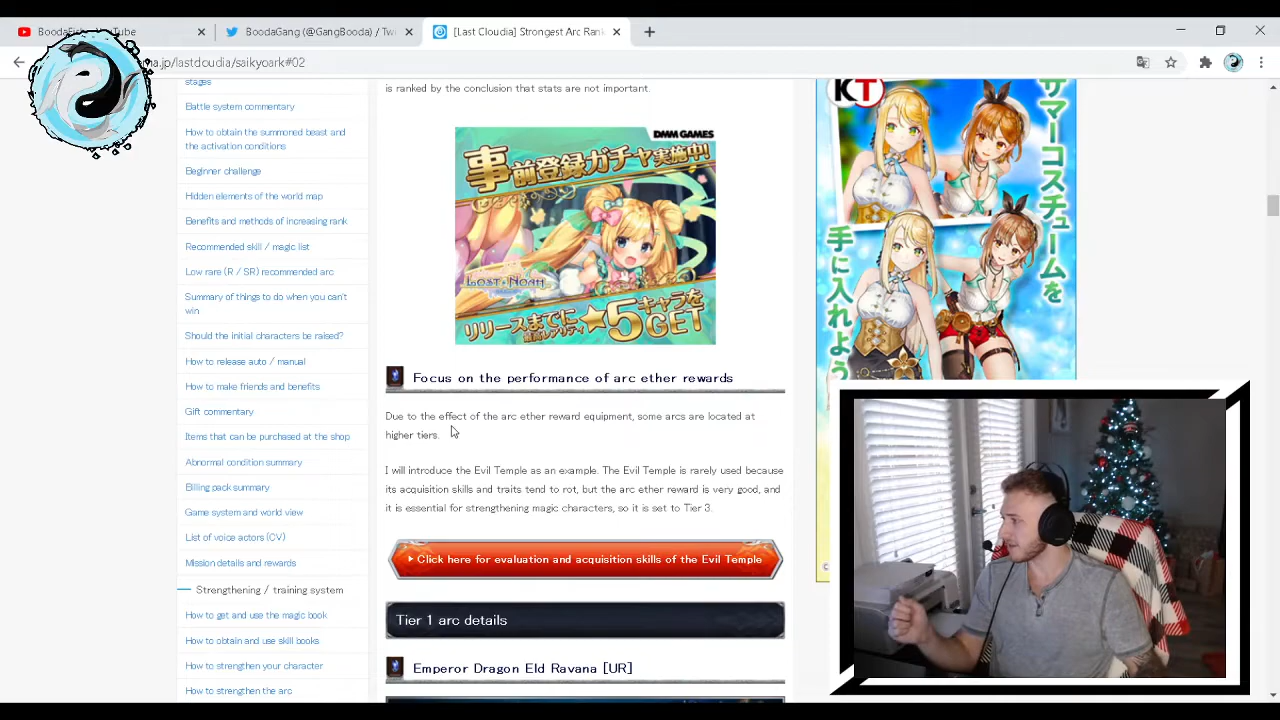 BoodaGang (@GangBooda) / Twi
[Last Cloudia] Strongest Arc Rank
ma.jp/lastcloudia/saikyoark#02
stages
Battle system commentary
How to obtain the summoned beast and
the activation conditions
Beginner challenge
Hidden elements of the world map
Benefits and methods of increasing rank
Recommended skill / magic list
Low rare (R / SR) recommended arc
Summary of things to do when you can't
win
Should the initial characters be raised?
How to release auto / manual
How to make friends and benefits
Gift commentary
Items that can be purchased at the shop
Abnormal condition summary
Billing pack summary
Game system and world view
List of voice actors (CV)
Mission details and rewards
Strengthening / training system
How to get and use the magic book
How to obtain and use skill books
How to strengthen your character
How to strengthen the arc
is ranked by the conclusion that stats are not important.
DMM GAMES
事前登録ガチャ実施中!
LOST NOAH
リリースまでに
最高レアリティ★5キャラを
GET
Focus on the performance of arc ether rewards
Due to the effect of the arc ether reward equipment, some arcs are located at
higher tiers.
I will introduce the Evil Temple as an example. The Evil Temple is rarely used because
its acquisition skills and traits tend to rot, but the arc ether reward is very good, and
it is essential for strengthening magic characters, so it is set to Tier 3.
Click here for evaluation and acquisition skills of the Evil Temple
Tier 1 arc details
Emperor Dragon Eld Ravana [UR]
KT
サマーコスチュームを
手に入れよう